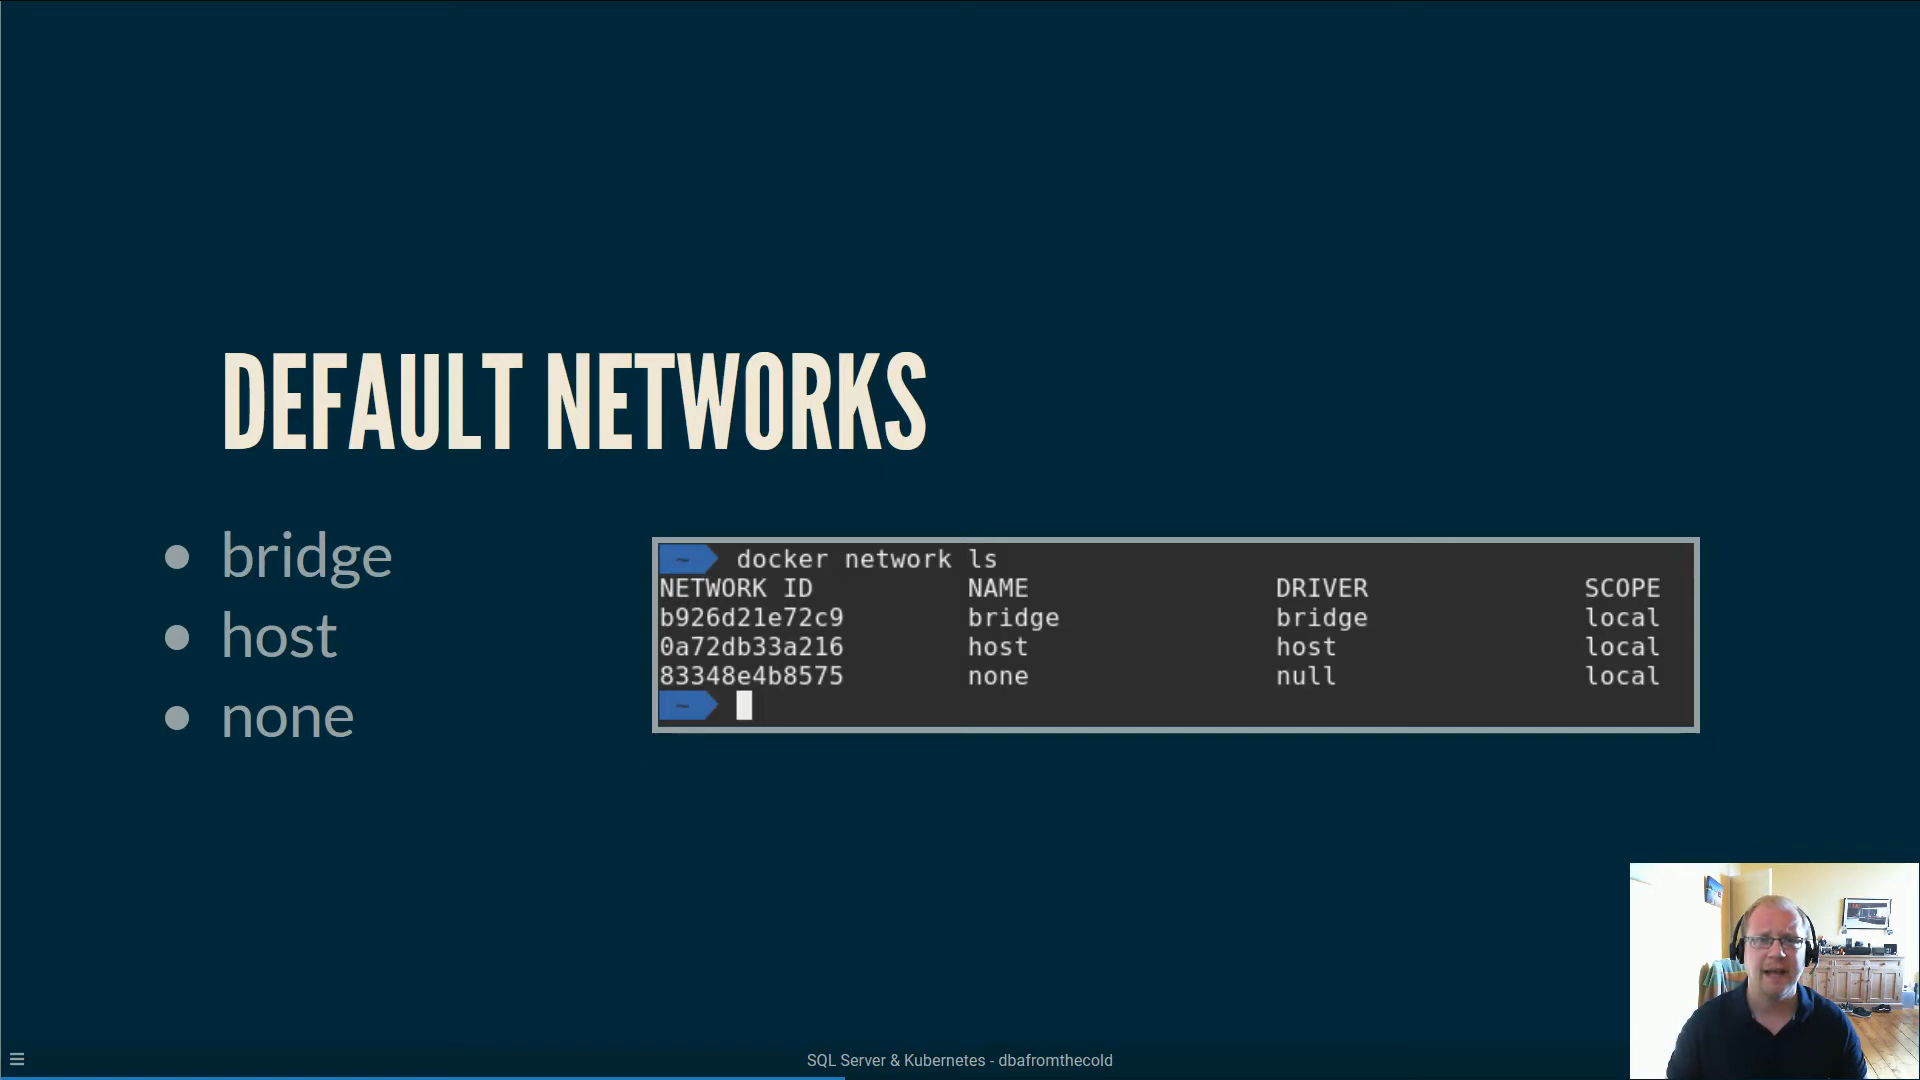 DEFAULT NETWORKS
bridge
host
none
~ docker network ls
NETWORK ID NAME DRIVER SCOPE
b926d21e72c9 bridge bridge local
0a72db33a216 host host local
83348e4b8575 none null local
~
SQL Server & Kubernetes - dbafromthecold